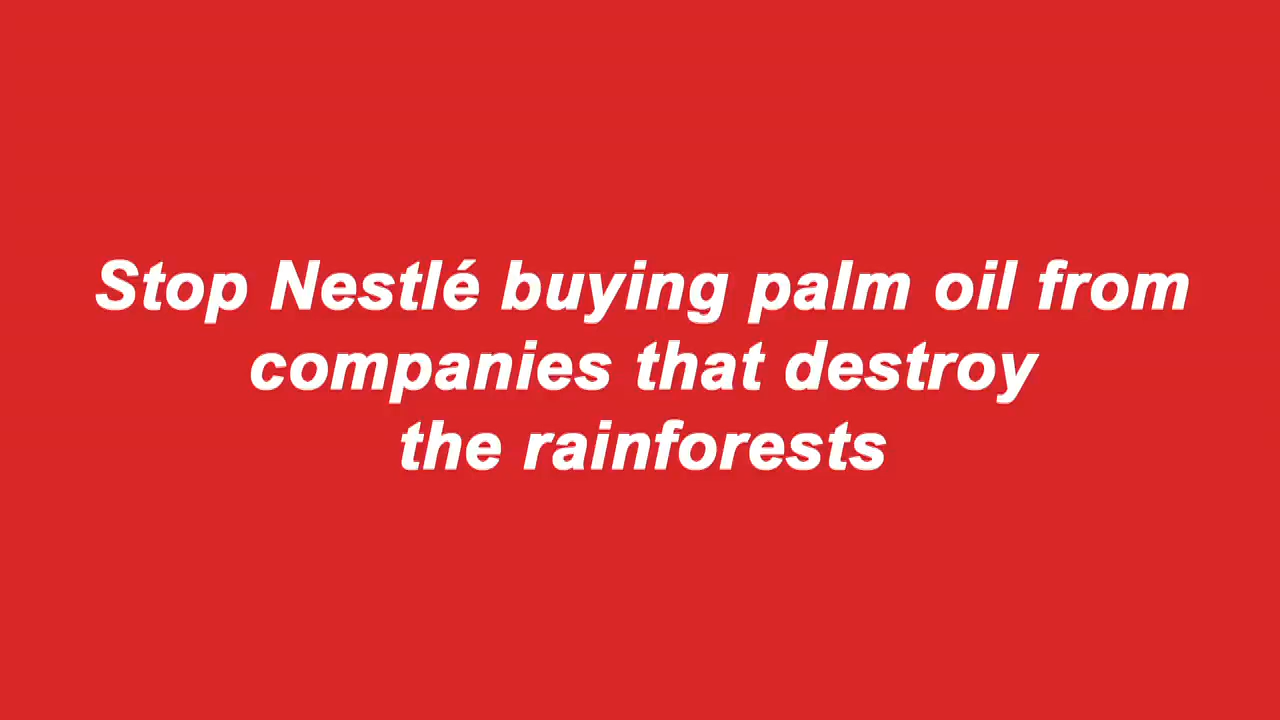 Stop Nestlé buying palm oil from
companies that destroy
the rainforests